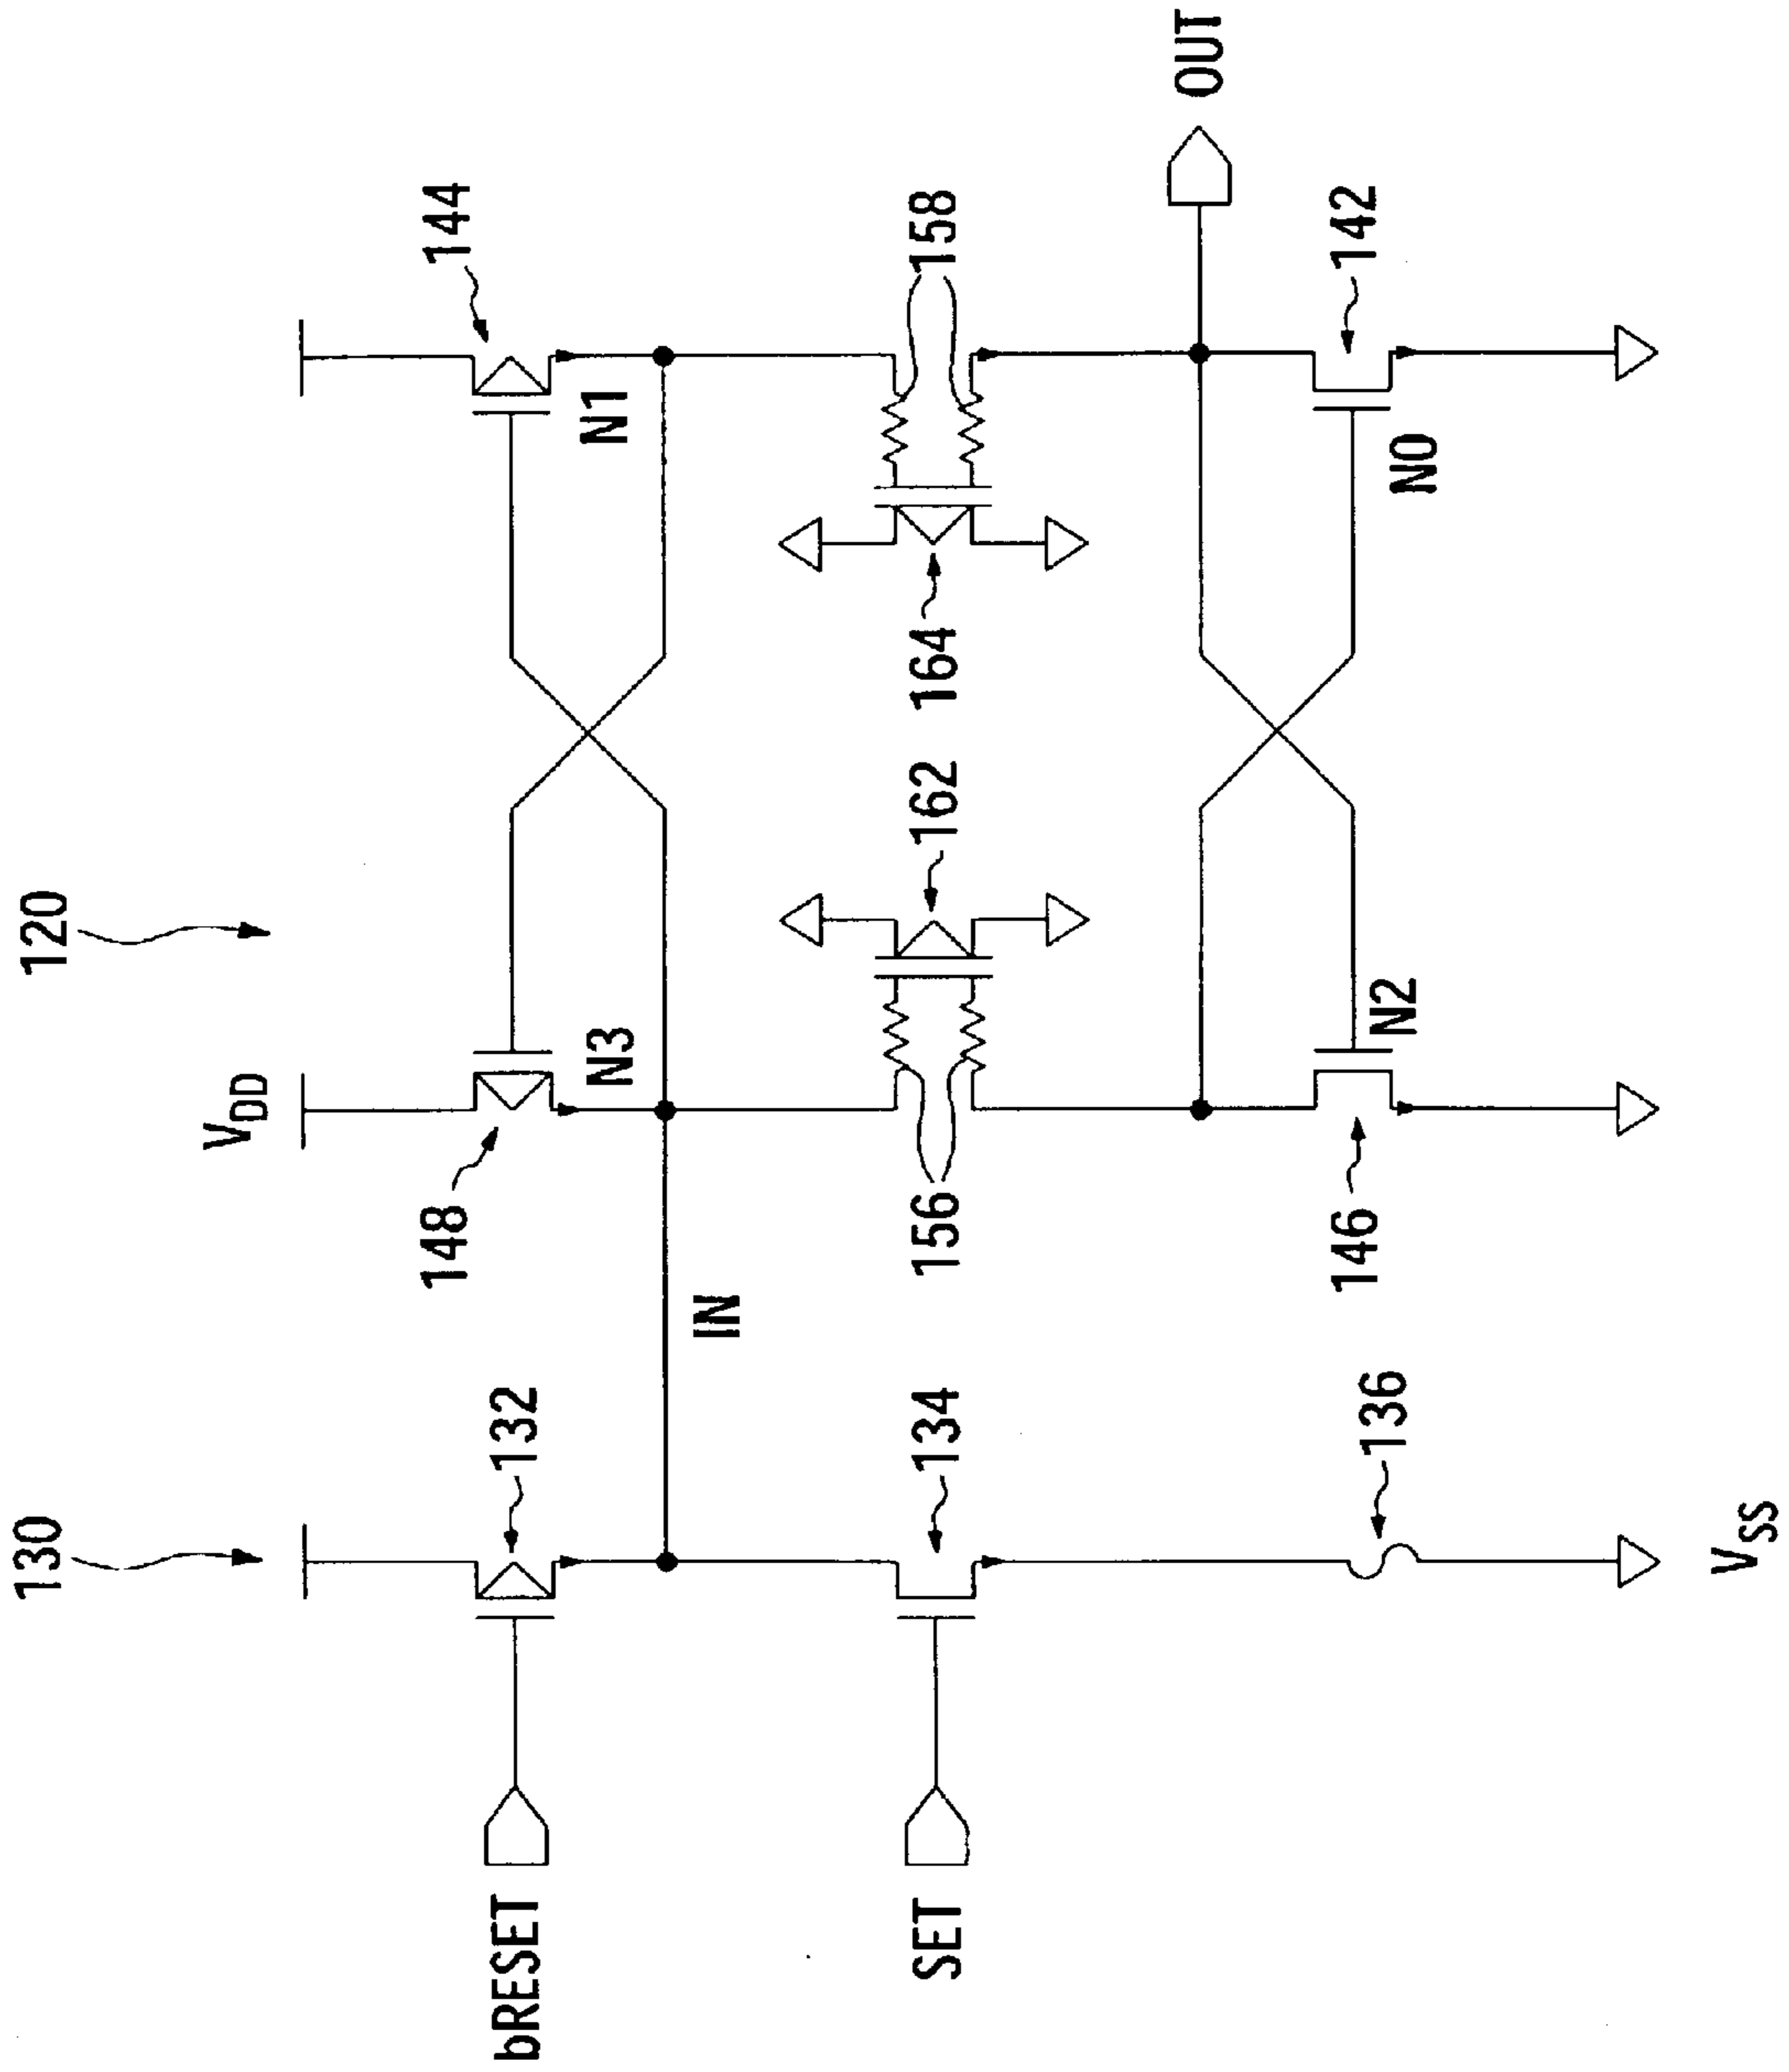 120
130
V_DD
144
148
132
N1
N3
bRESET
IN
158
164
162
156
134
SET
OUT
142
N0
N2
146
136
V_SS